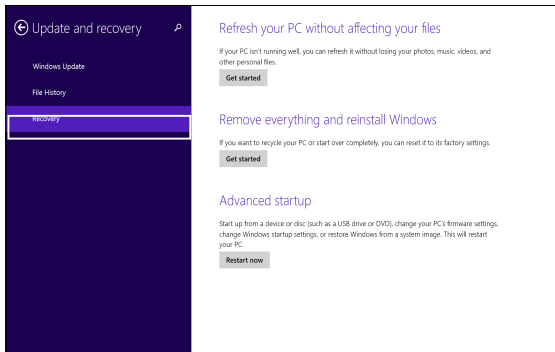 Update and recovery
Windows Update
File History
Recovery
Refresh your PC without affecting your files
If your PC isn't running well, you can refresh it without losing your photos, music, videos, and
other personal files.
Get started
Remove everything and reinstall Windows
If you want to recycle your PC or start over completely, you can reset it to its factory settings.
Get started
Advanced startup
Start up from a device or disc (such as a USB drive or DVD), change your PC's firmware settings,
change Windows startup settings, or restore Windows from a system image. This will restart
your PC.
Restart now